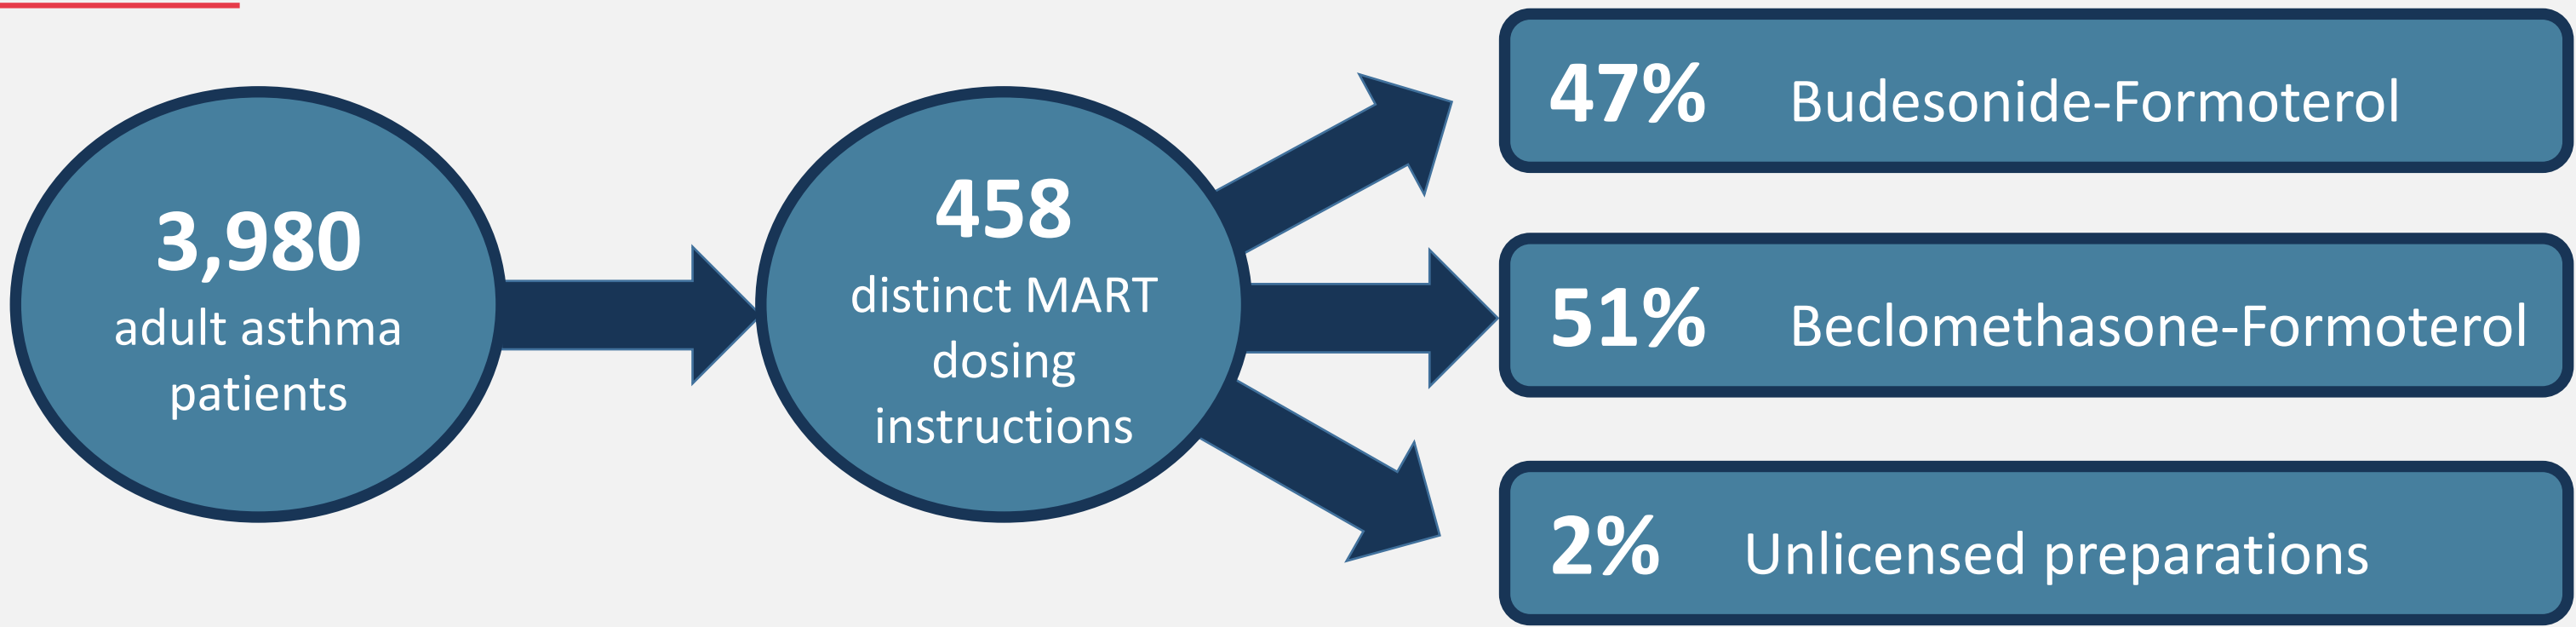 3,980
adult asthma
patients
458
distinct MART
dosing
instructions
47% Budesonide-Formoterol
51% Beclomethasone-Formoterol
2% Unlicensed preparations